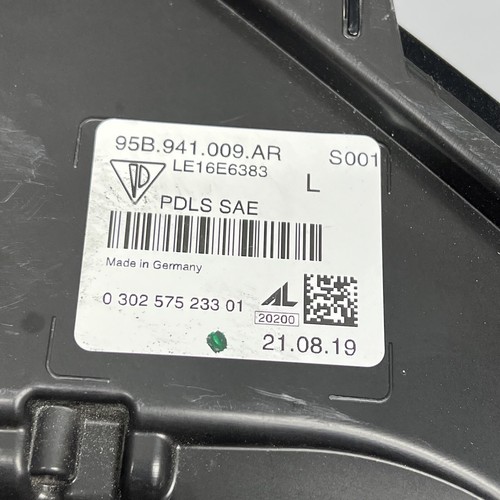 95B.941.009.AR S001
LE16E6383 L
PDLS SAE
Made in Germany
0 302 575 233 01 AL
20200
21.08.19